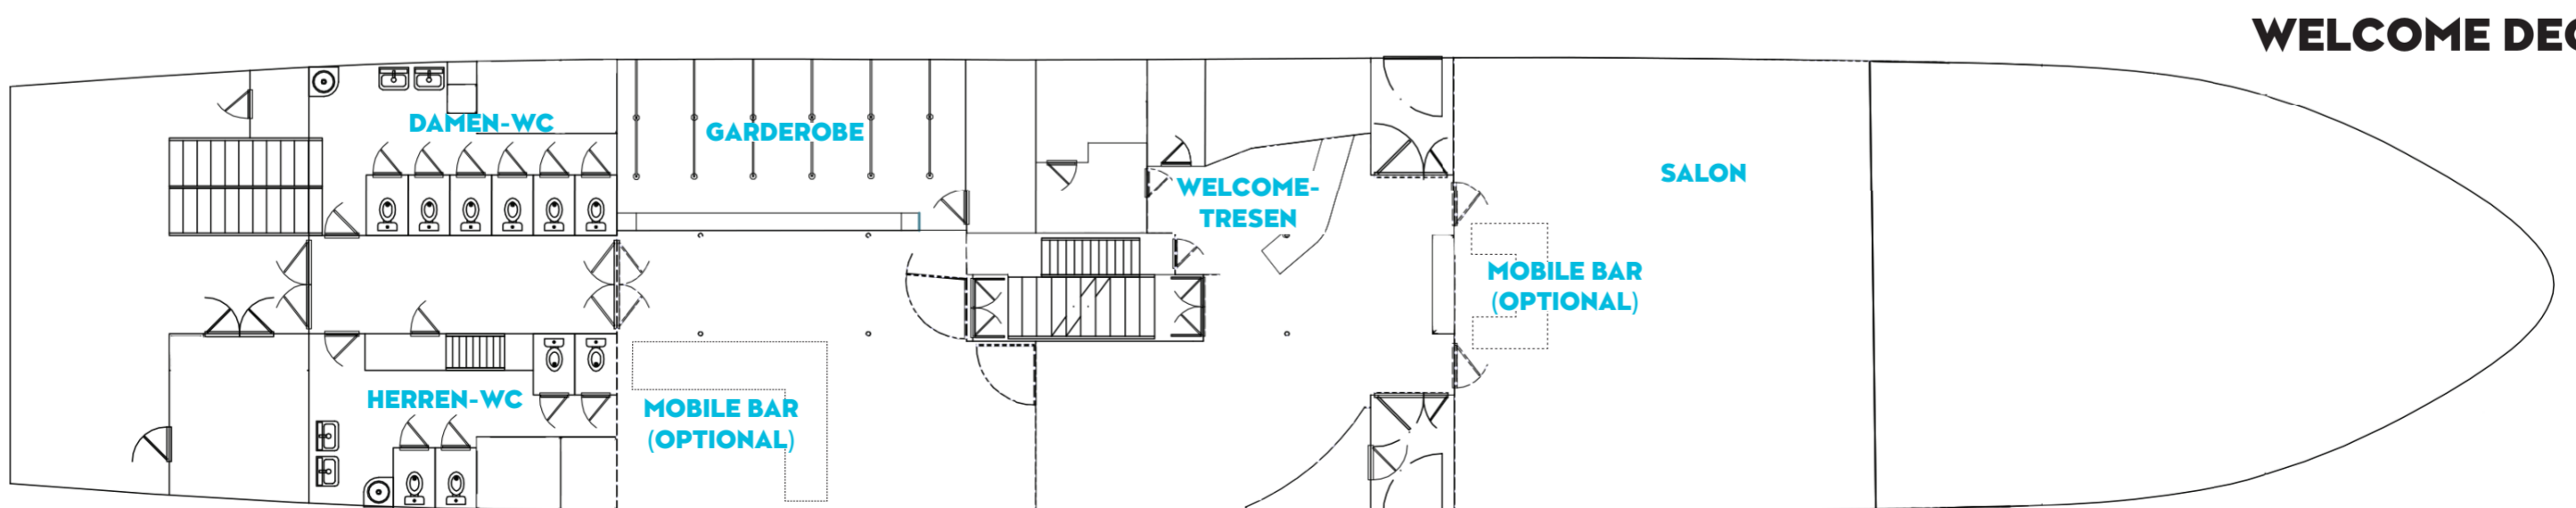 WELCOME DEC
DAMEN-WC
GARDEROBE
WELCOME-
TRESEN
SALON
MOBILE BAR
(OPTIONAL)
HERREN-WC
MOBILE BAR
(OPTIONAL)